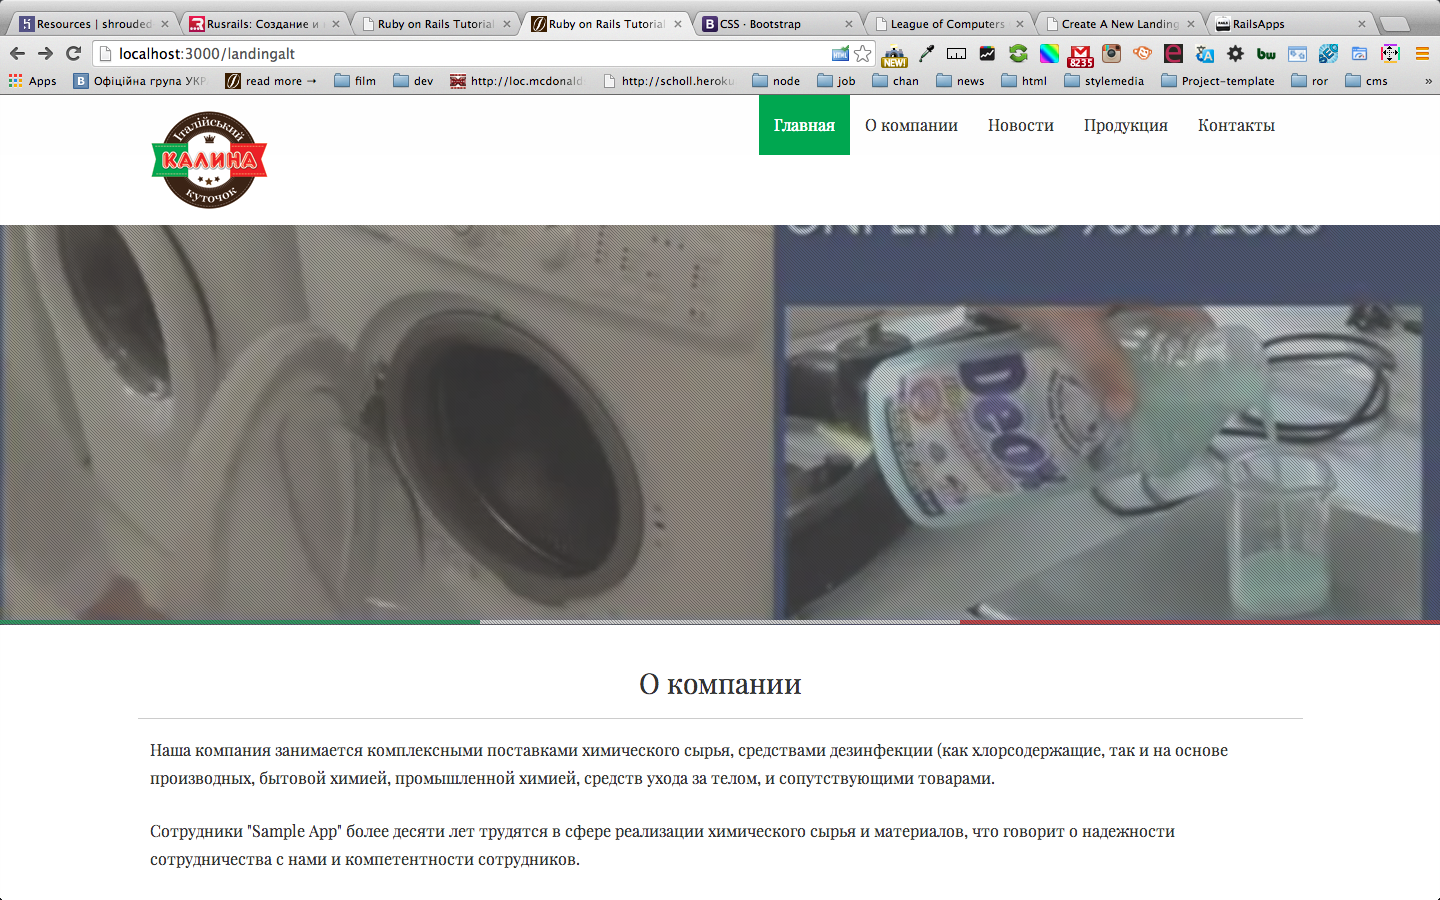 Resources | shrouded
Rusrails: Создание и н
Ruby on Rails Tutorial
Ruby on Rails Tutorial
CSS · Bootstrap
League of Computers
Create A New Landing
RailsApps
localhost:3000/landingalt
NEW!
8235
bw
Apps
Офіційна група УКР
read more →
film
dev
http://loc.mcdonald
http://scholl.heroku
node
job
chan
news
html
stylemedia
Project-template
ror
cms
»
Італійський
КАЛИНА
куточок
Главная
О компании
Новости
Продукция
Контакты
Deox
О компании
Наша компания занимается комплексными поставками химического сырья, средствами дезинфекции (как хлорсодержащие, так и на основе
производных, бытовой химией, промышленной химией, средств ухода за телом, и сопутствующими товарами.
Сотрудники "Sample App" более десяти лет трудятся в сфере реализации химического сырья и материалов, что говорит о надежности
сотрудничества с нами и компетентности сотрудников.